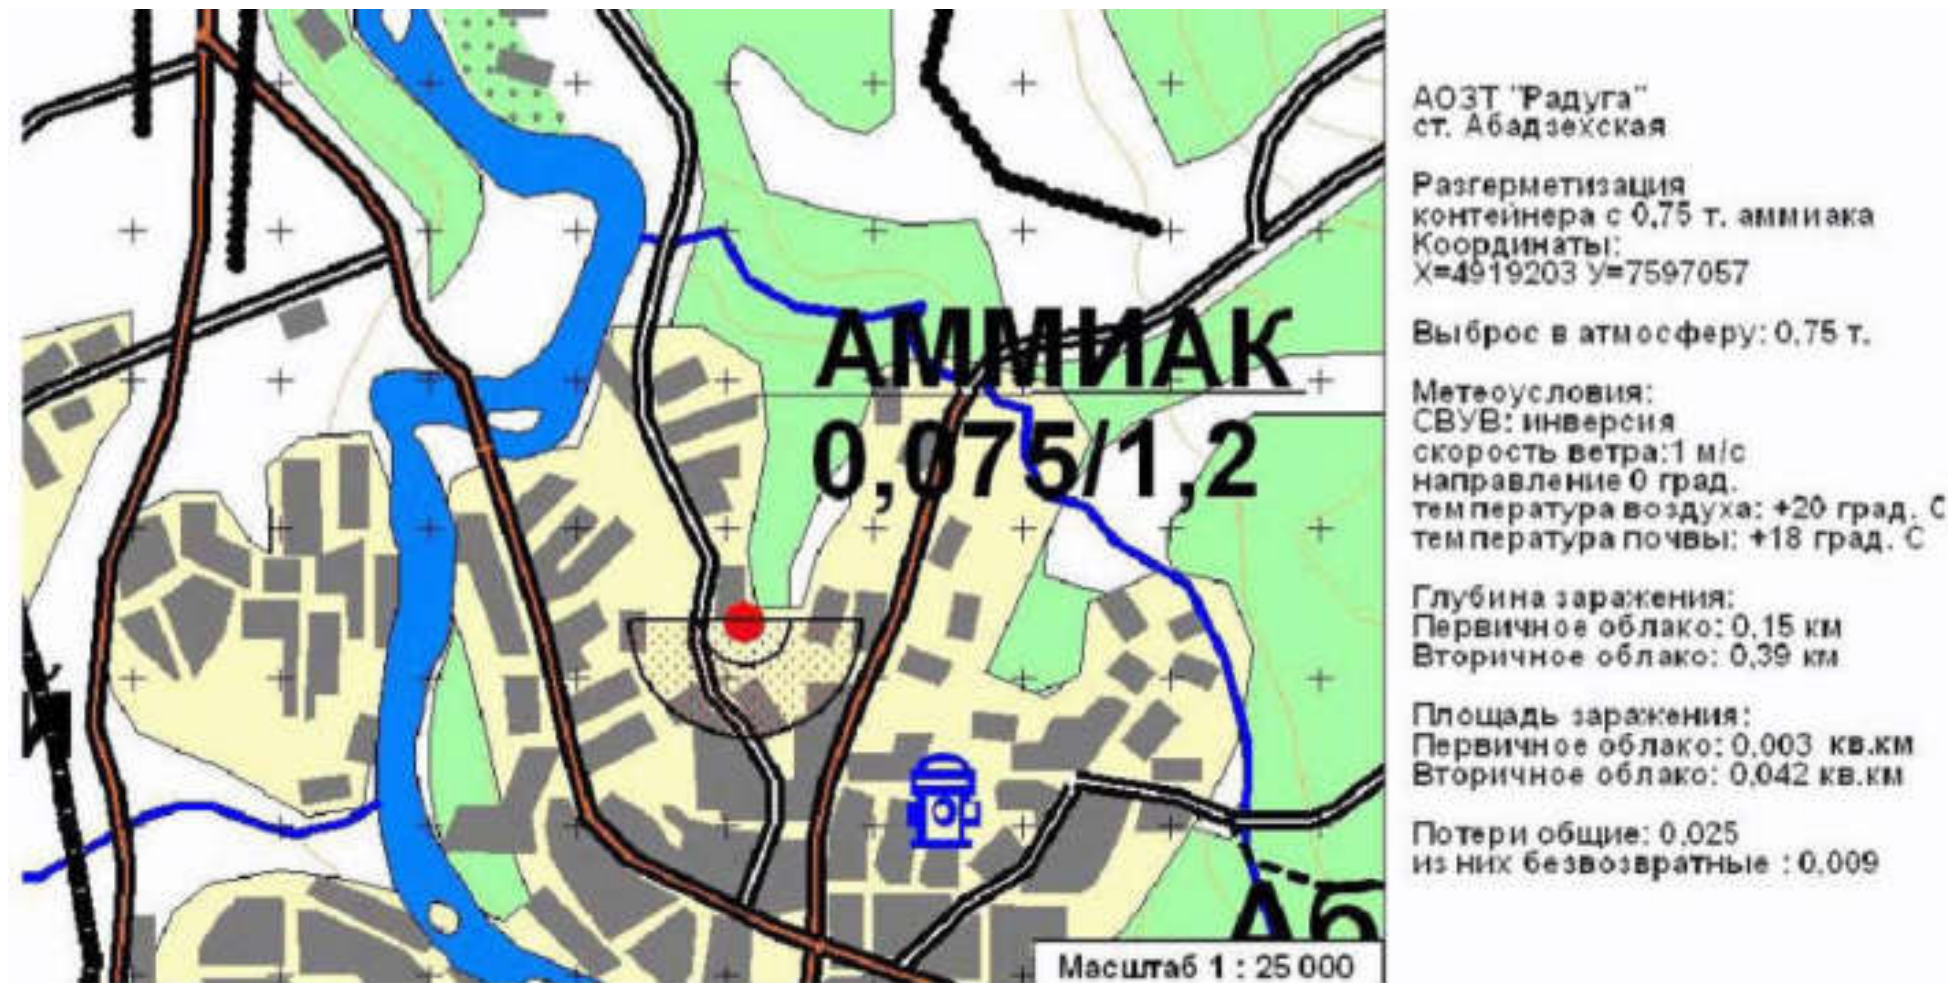 АММИАК
0,075/1,2
и
Аб
Масштаб 1 : 25 000
АОЗТ "Радуга"
ст. Абадзехская
Разгерметизация
контейнера с 0,75 т. аммиака
Координаты:
X=4919203 У=7597057
Выброс в атмосферу: 0,75 т.
Метеоусловия:
СВУВ: инверсия
скорость ветра:1 м/с
направление 0 град.
температура воздуха: +20 град. С
температура почвы: +18 град. С
Глубина заражения:
Первичное облако: 0,15 км
Вторичное облако: 0,39 км
Площадь заражения:
Первичное облако: 0,003 кв.км
Вторичное облако: 0,042 кв.км
Потери общие: 0,025
из них безвозвратные : 0,009